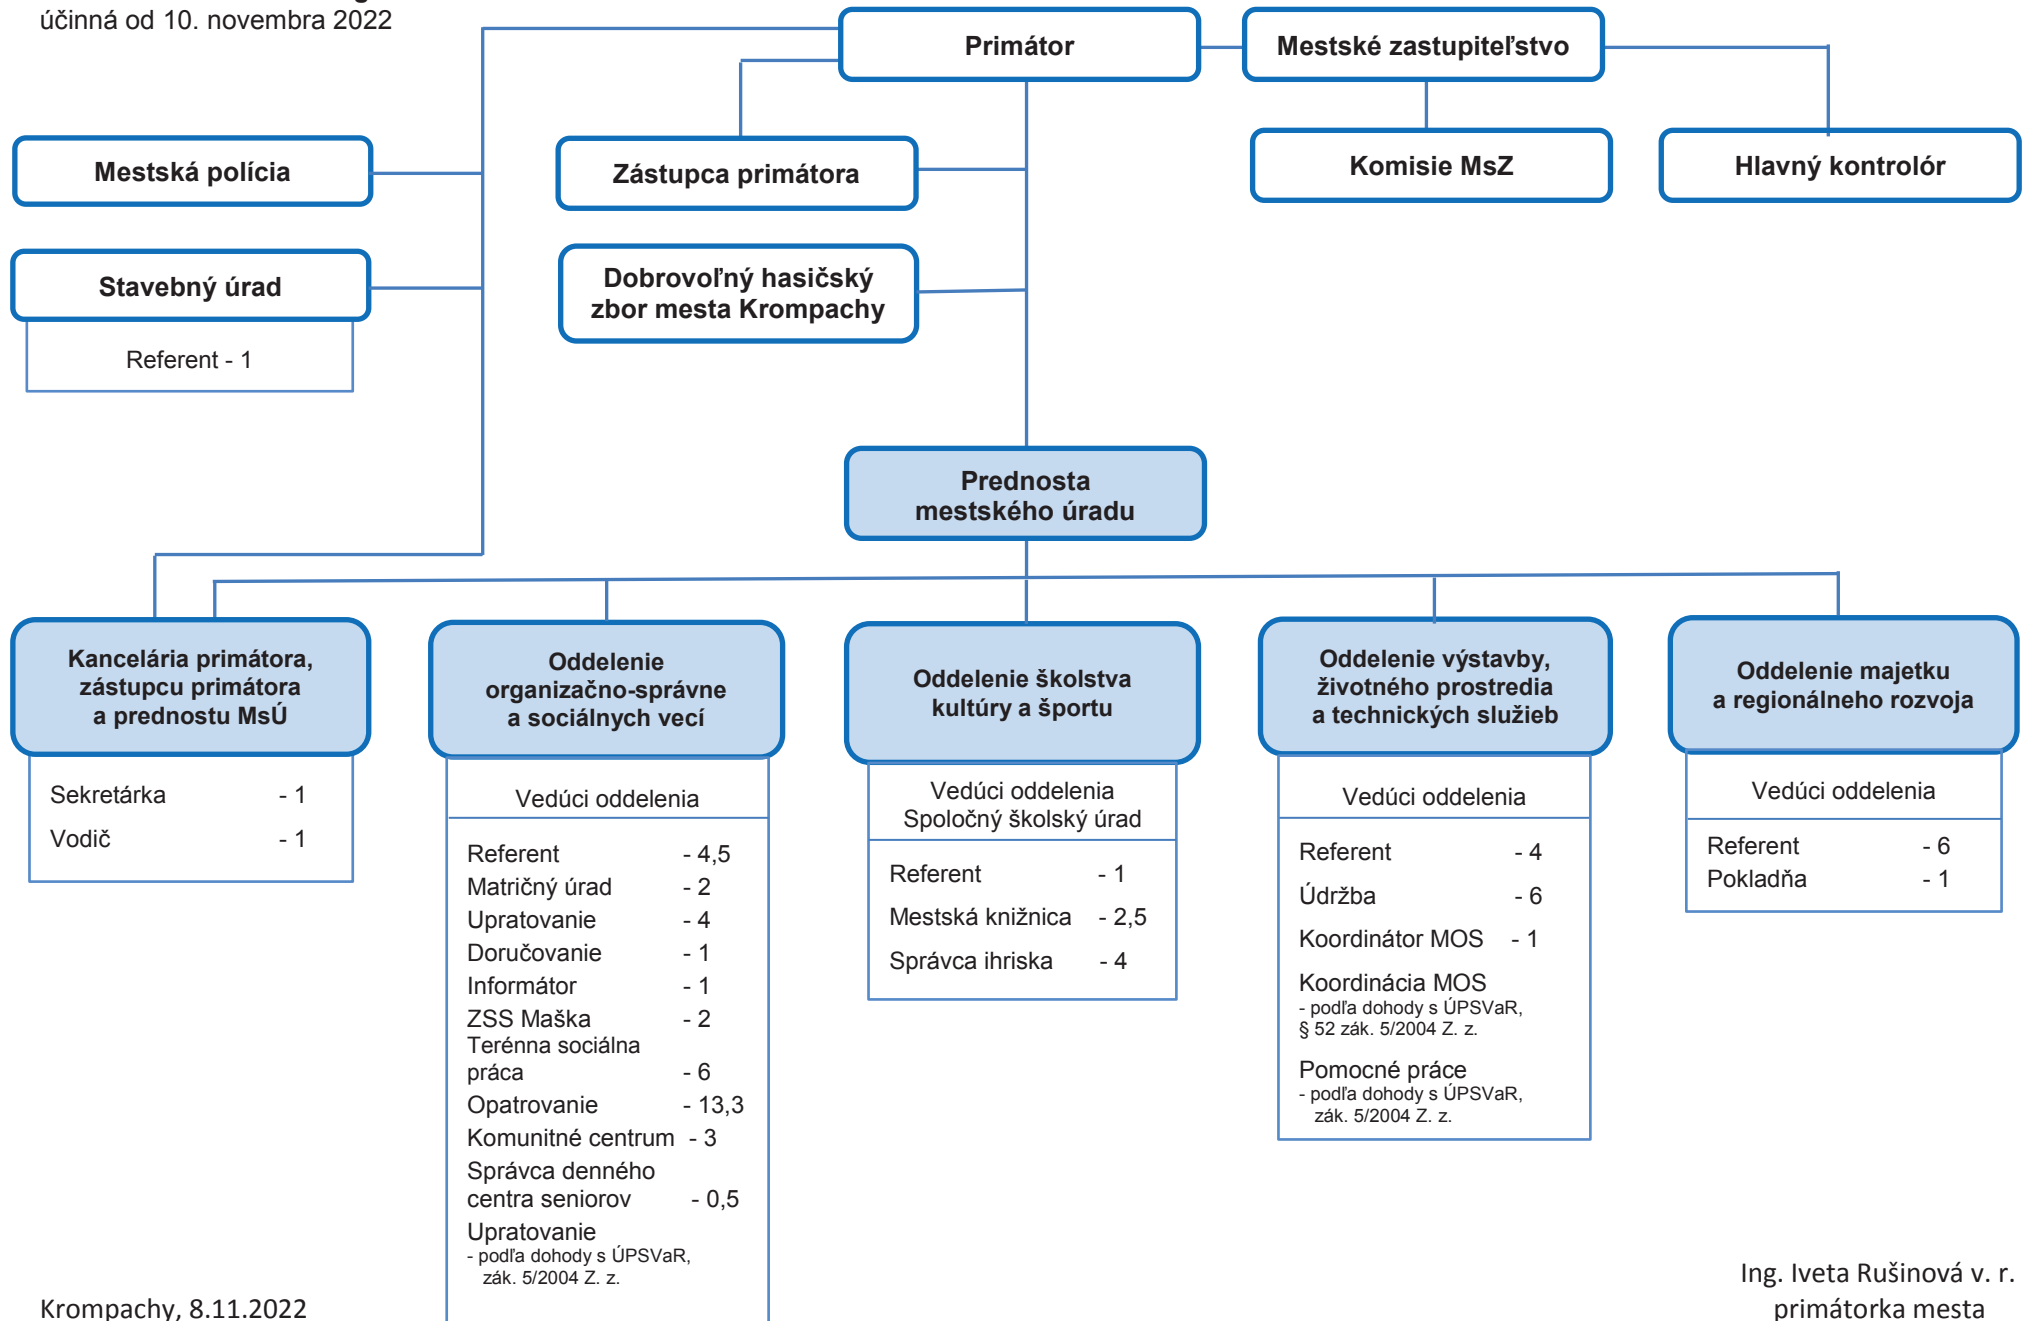 účinná od 10. novembra 2022
Primátor
Mestské zastupiteľstvo
Mestská polícia
Zástupca primátora
Komisie MsZ
Hlavný kontrolór
Stavebný úrad
Referent - 1
Dobrovoľný hasičský
zbor mesta Krompachy
Prednosta
mestského úradu
Kancelária primátora,
zástupcu primátora
a prednostu MsÚ
Sekretárka - 1
Vodič - 1
Oddelenie
organizačno-správne
a sociálnych vecí
Vedúci oddelenia
Referent - 4,5
Matričný úrad - 2
Upratovanie - 4
Doručovanie - 1
Informátor - 1
ZSS Maška - 2
Terénna sociálna
práca - 6
Opatrovanie - 13,3
Komunitné centrum - 3
Správca denného
centra seniorov - 0,5
Upratovanie
- podľa dohody s ÚPSVaR,
zák. 5/2004 Z. z.
Oddelenie školstva
kultúry a športu
Vedúci oddelenia
Spoločný školský úrad
Referent - 1
Mestská knižnica - 2,5
Správca ihriska - 4
Oddelenie výstavby,
životného prostredia
a technických služieb
Vedúci oddelenia
Referent - 4
Údržba - 6
Koordinátor MOS - 1
Koordinácia MOS
- podľa dohody s ÚPSVaR,
§ 52 zák. 5/2004 Z. z.
Pomocné práce
- podľa dohody s ÚPSVaR,
zák. 5/2004 Z. z.
Oddelenie majetku
a regionálneho rozvoja
Vedúci oddelenia
Referent - 6
Pokladňa - 1
Krompachy, 8.11.2022
Ing. Iveta Rušinová v. r.
primátorka mesta